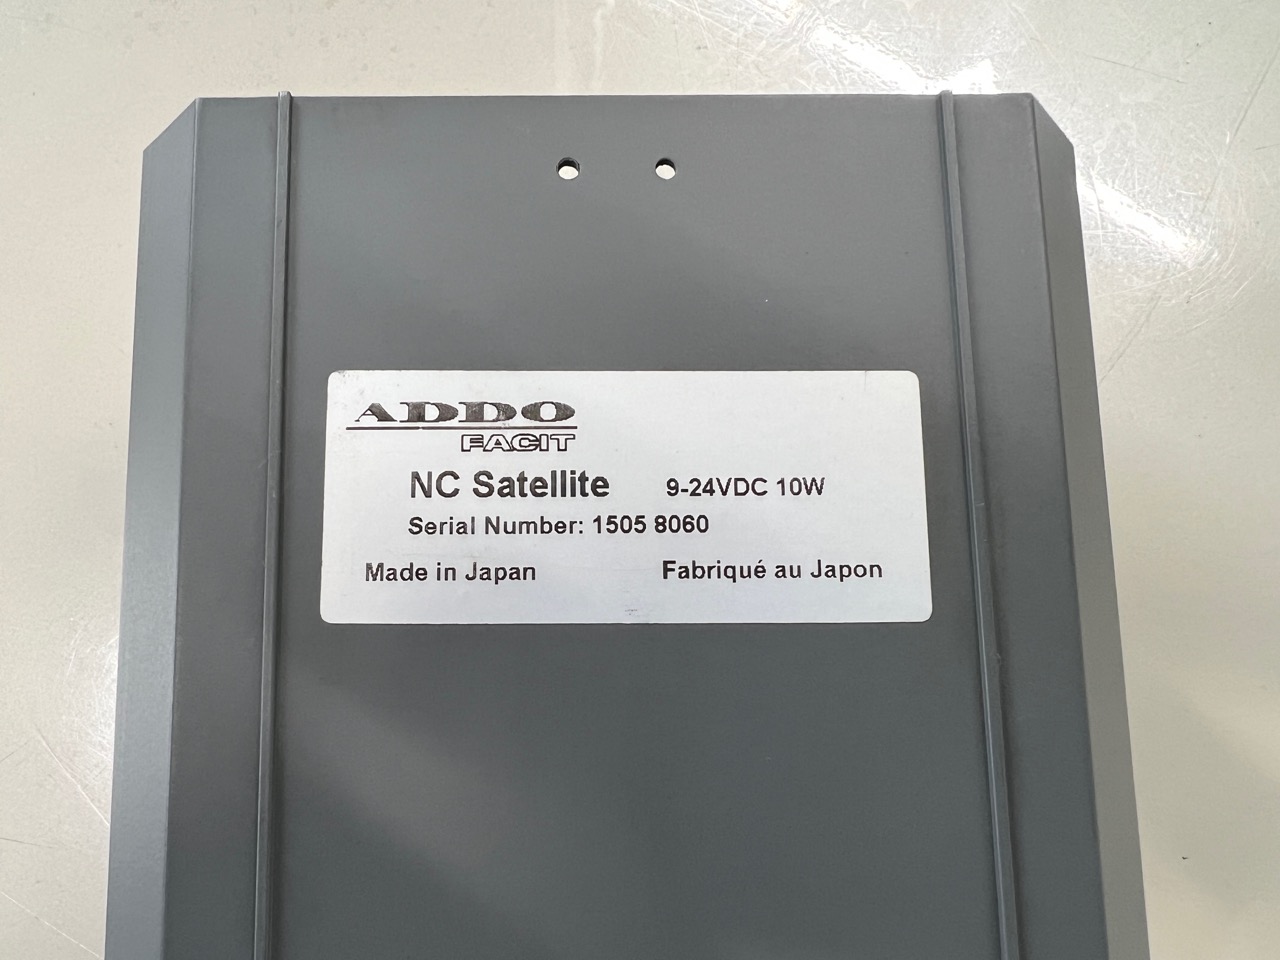 ADDO
FACIT
NC Satellite 9-24VDC 10W
Serial Number: 1505 8060
Made in Japan Fabriqué au Japon